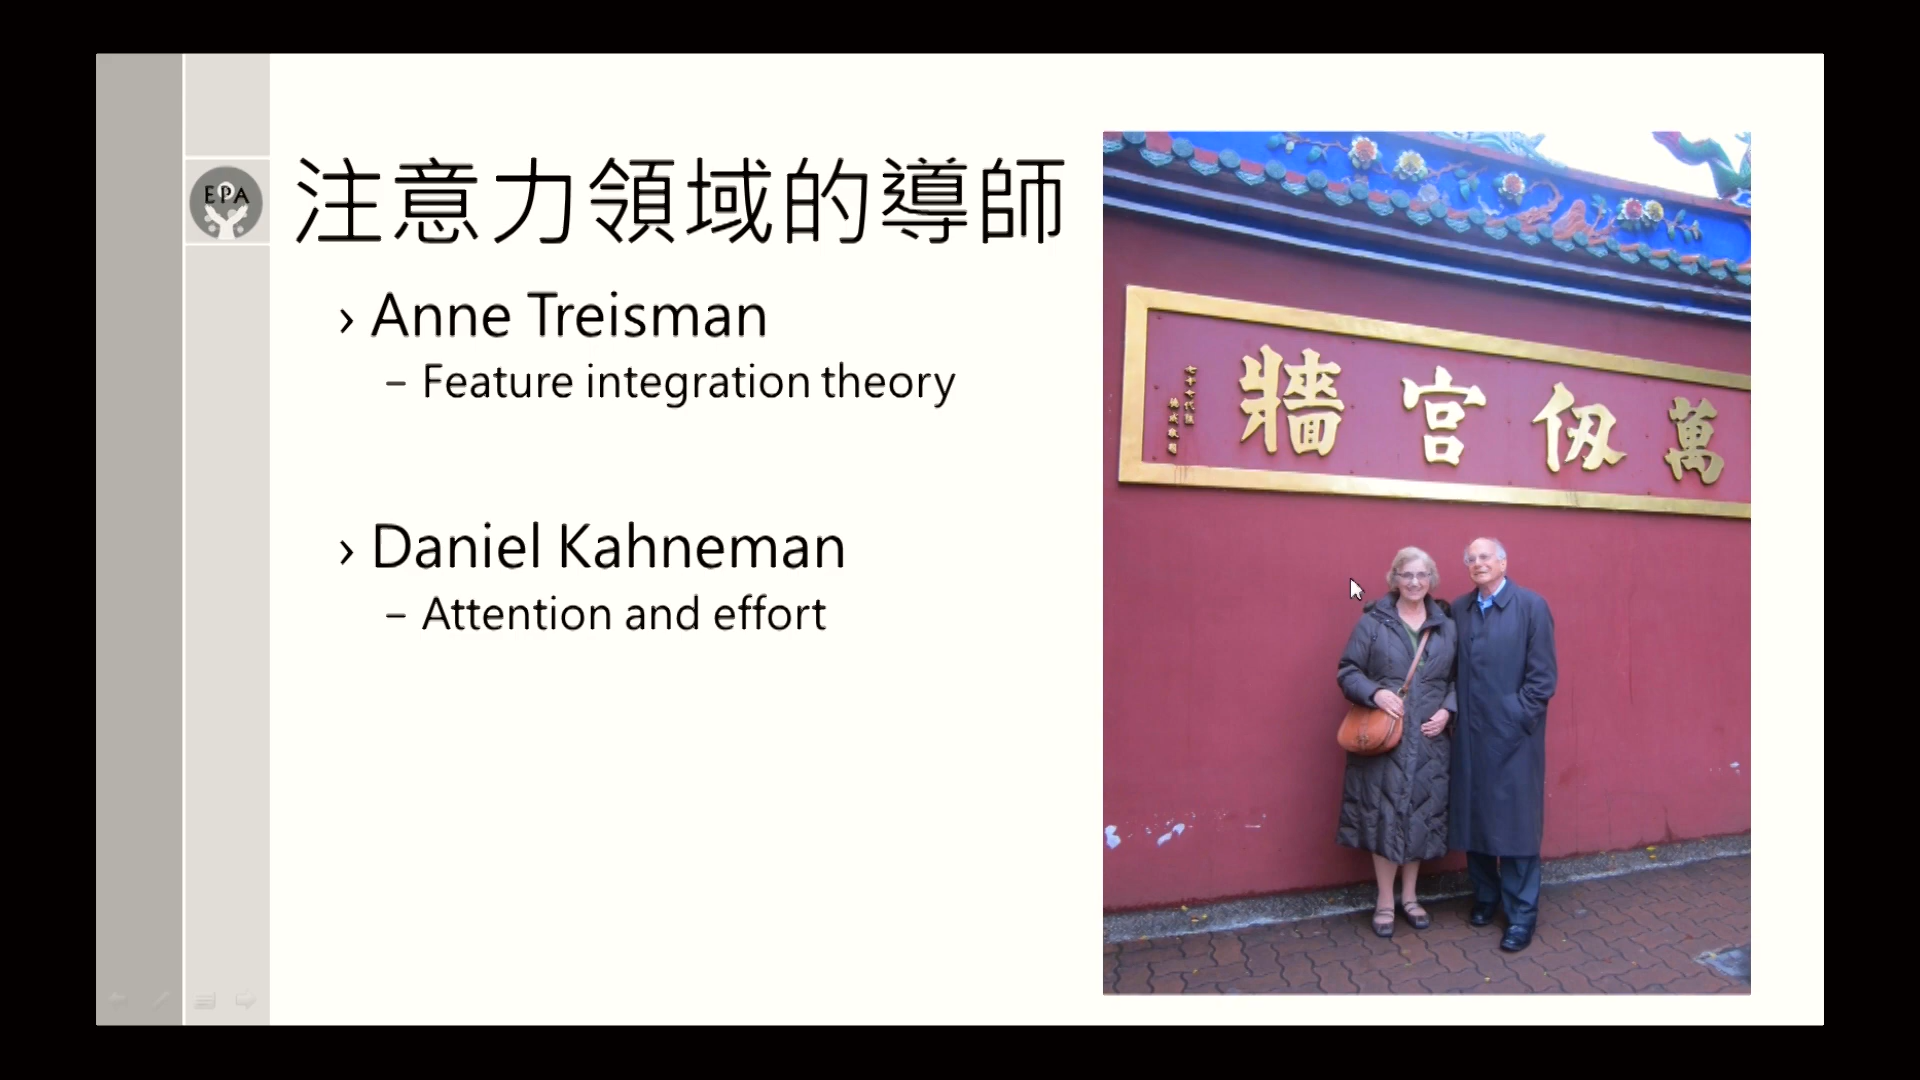 EPA
注意力領域的導師
› Anne Treisman
– Feature integration theory
› Daniel Kahneman
– Attention and effort
萬仞宮牆